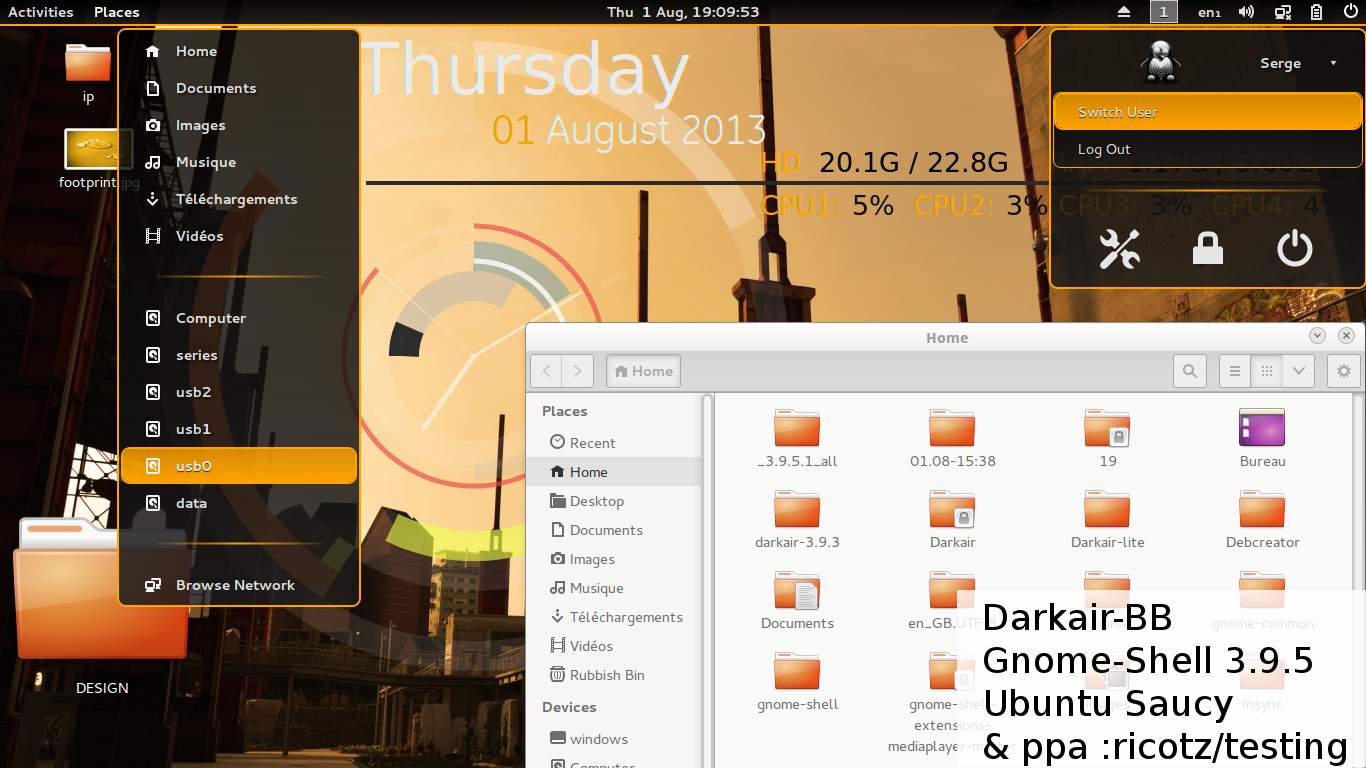 Activities Places Thu 1 Aug, 19:09:53 1 en₁
ip
footprint.jpg
DESIGN
Home
Documents
Images
Musique
Téléchargements
Vidéos
Computer
series
usb2
usb1
usb0
data
Browse Network
Thursday
01 August 2013
HD 20.1G / 22.8G
CPU1: 5% CPU2: 3% CPU3: 3% CPU4: 4
Serge
Switch User
Log Out
Home
Home
Places
Recent
Home
Desktop
Documents
Images
Musique
Téléchargements
Vidéos
Rubbish Bin
Devices
windows
Computer
_3.9.5.1_all 01.08-15:38 19 Bureau
darkair-3.9.3 Darkair Darkair-lite Debcreator
Documents en_GB.UTF-8 gnome-common
gnome-shell gnome-shell-extensions-mediaplayer-master Images Insync
Darkair-BB
Gnome-Shell 3.9.5
Ubuntu Saucy
& ppa :ricotz/testing